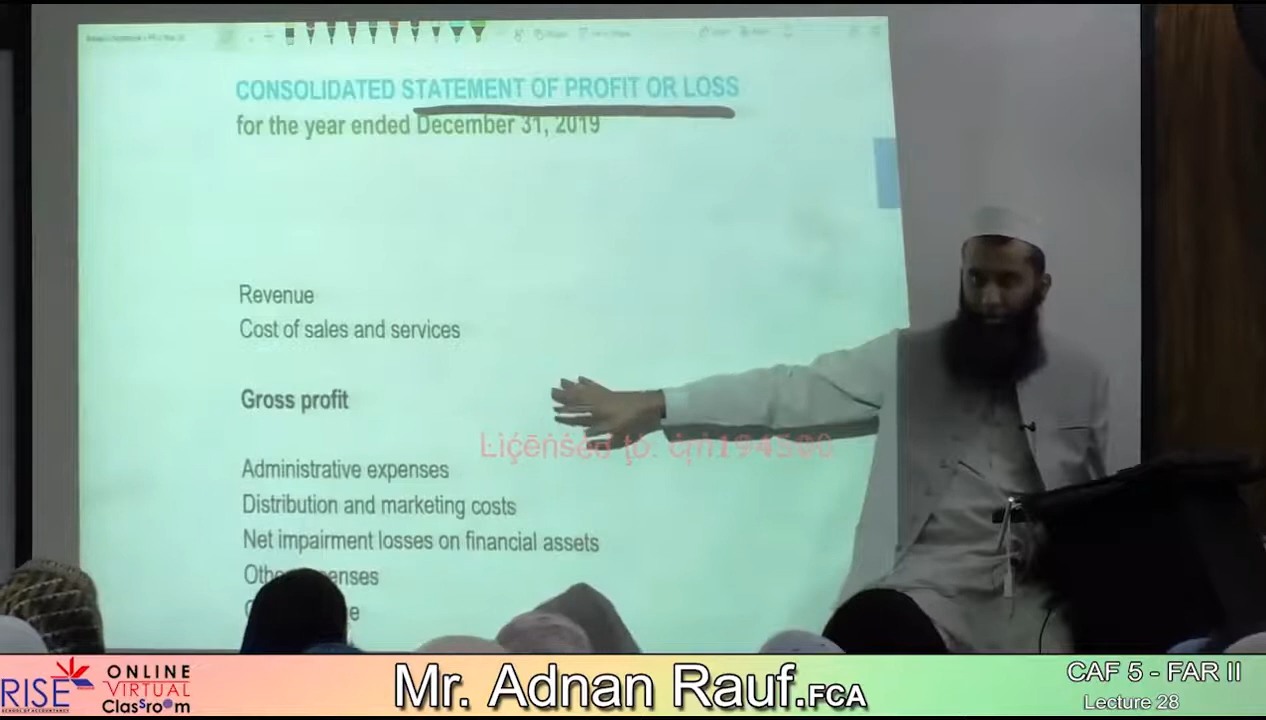 CONSOLIDATED STATEMENT OF PROFIT OR LOSS
for the year ended December 31, 2019
Revenue
Cost of sales and services
Gross profit
Administrative expenses
Distribution and marketing costs
Net impairment losses on financial assets
RISE
ONLINE
VIRTUAL
Classroom
Mr. Adnan Rauf.FCA
CAF 5 - FAR II
Lecture 28